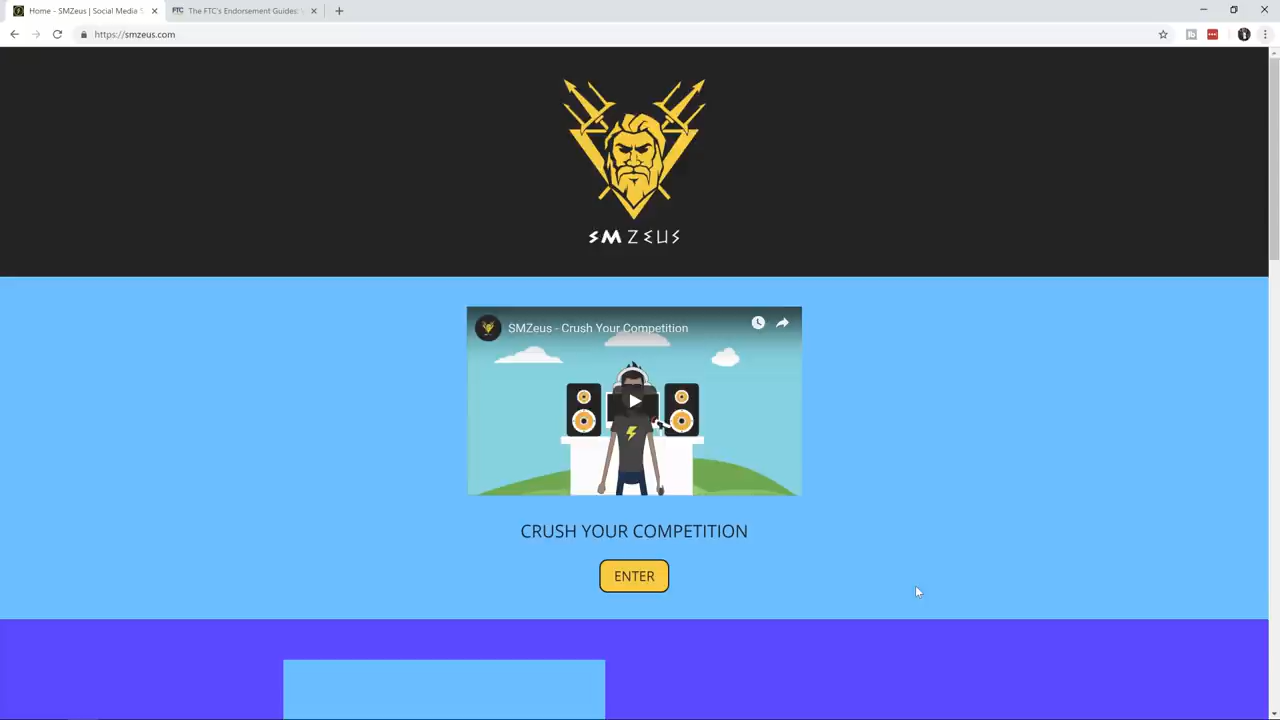 Home - SMZeus | Social Media
The FTC's Endorsement Guides:
https://smzeus.com
SMZEUS
SMZeus - Crush Your Competition
CRUSH YOUR COMPETITION
ENTER